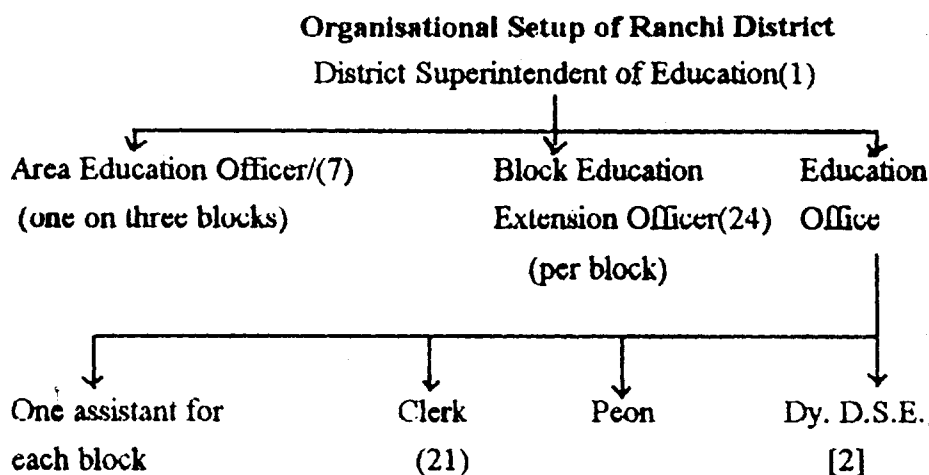 Organisational Setup of Ranchi District
District Superintendent of Education(1)
Area Education Officer/(7)
(one on three blocks)
Block Education
Extension Officer(24)
(per block)
Education
Office
One assistant for
each block
Clerk
(21)
Peon
Dy. D.S.E.
[2]